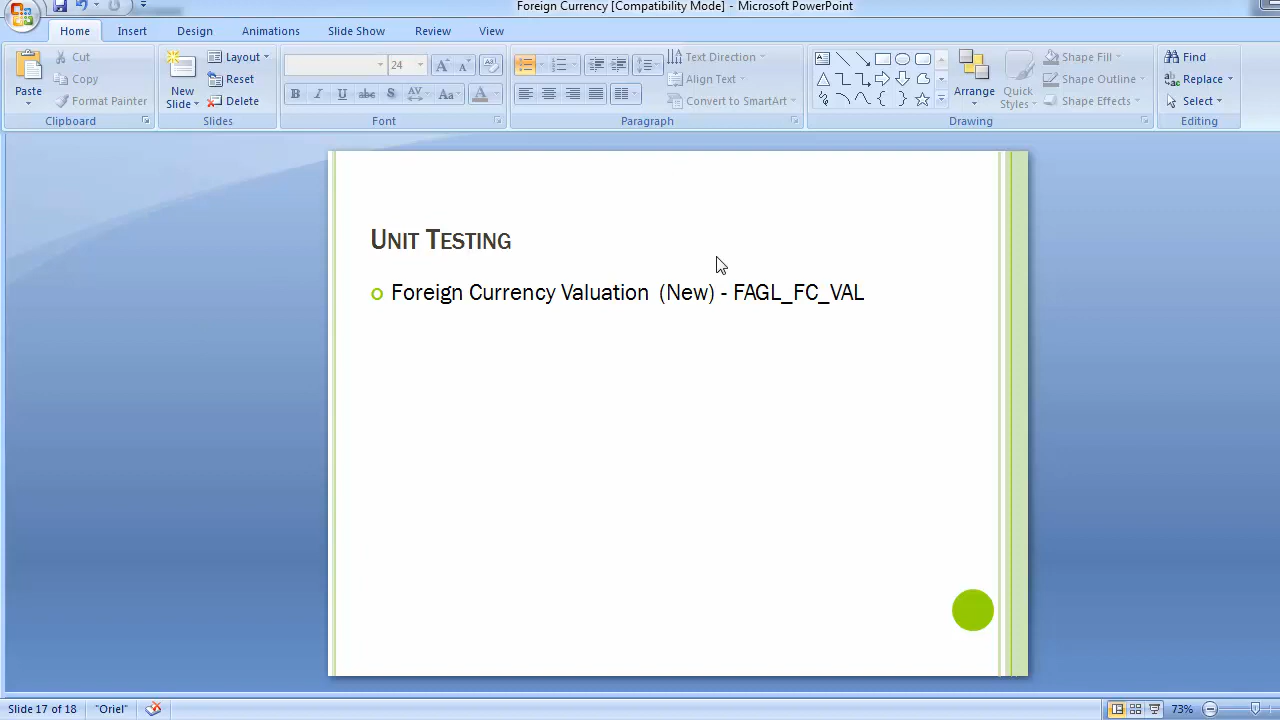 Foreign Currency [Compatibility Mode] - Microsoft PowerPoint
Home Insert Design Animations Slide Show Review View
Paste
Cut
Copy
Format Painter
Clipboard
New Slide
Layout
Reset
Delete
Slides
24
Font
Text Direction
Align Text
Convert to SmartArt
Paragraph
Arrange
Quick Styles
Shape Fill
Shape Outline
Shape Effects
Drawing
Find
Replace
Select
Editing
UNIT TESTING
Foreign Currency Valuation (New) - FAGL_FC_VAL
Slide 17 of 18 "Oriel" 73%